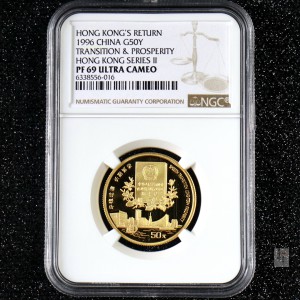 HONG KONG'S RETURN
1996 CHINA G50Y
TRANSITION & PROSPERITY
HONG KONG SERIES II
PF 69 ULTRA CAMEO
6338556-016
NUMISMATIC GUARANTY CORPORATION
NGC
50元